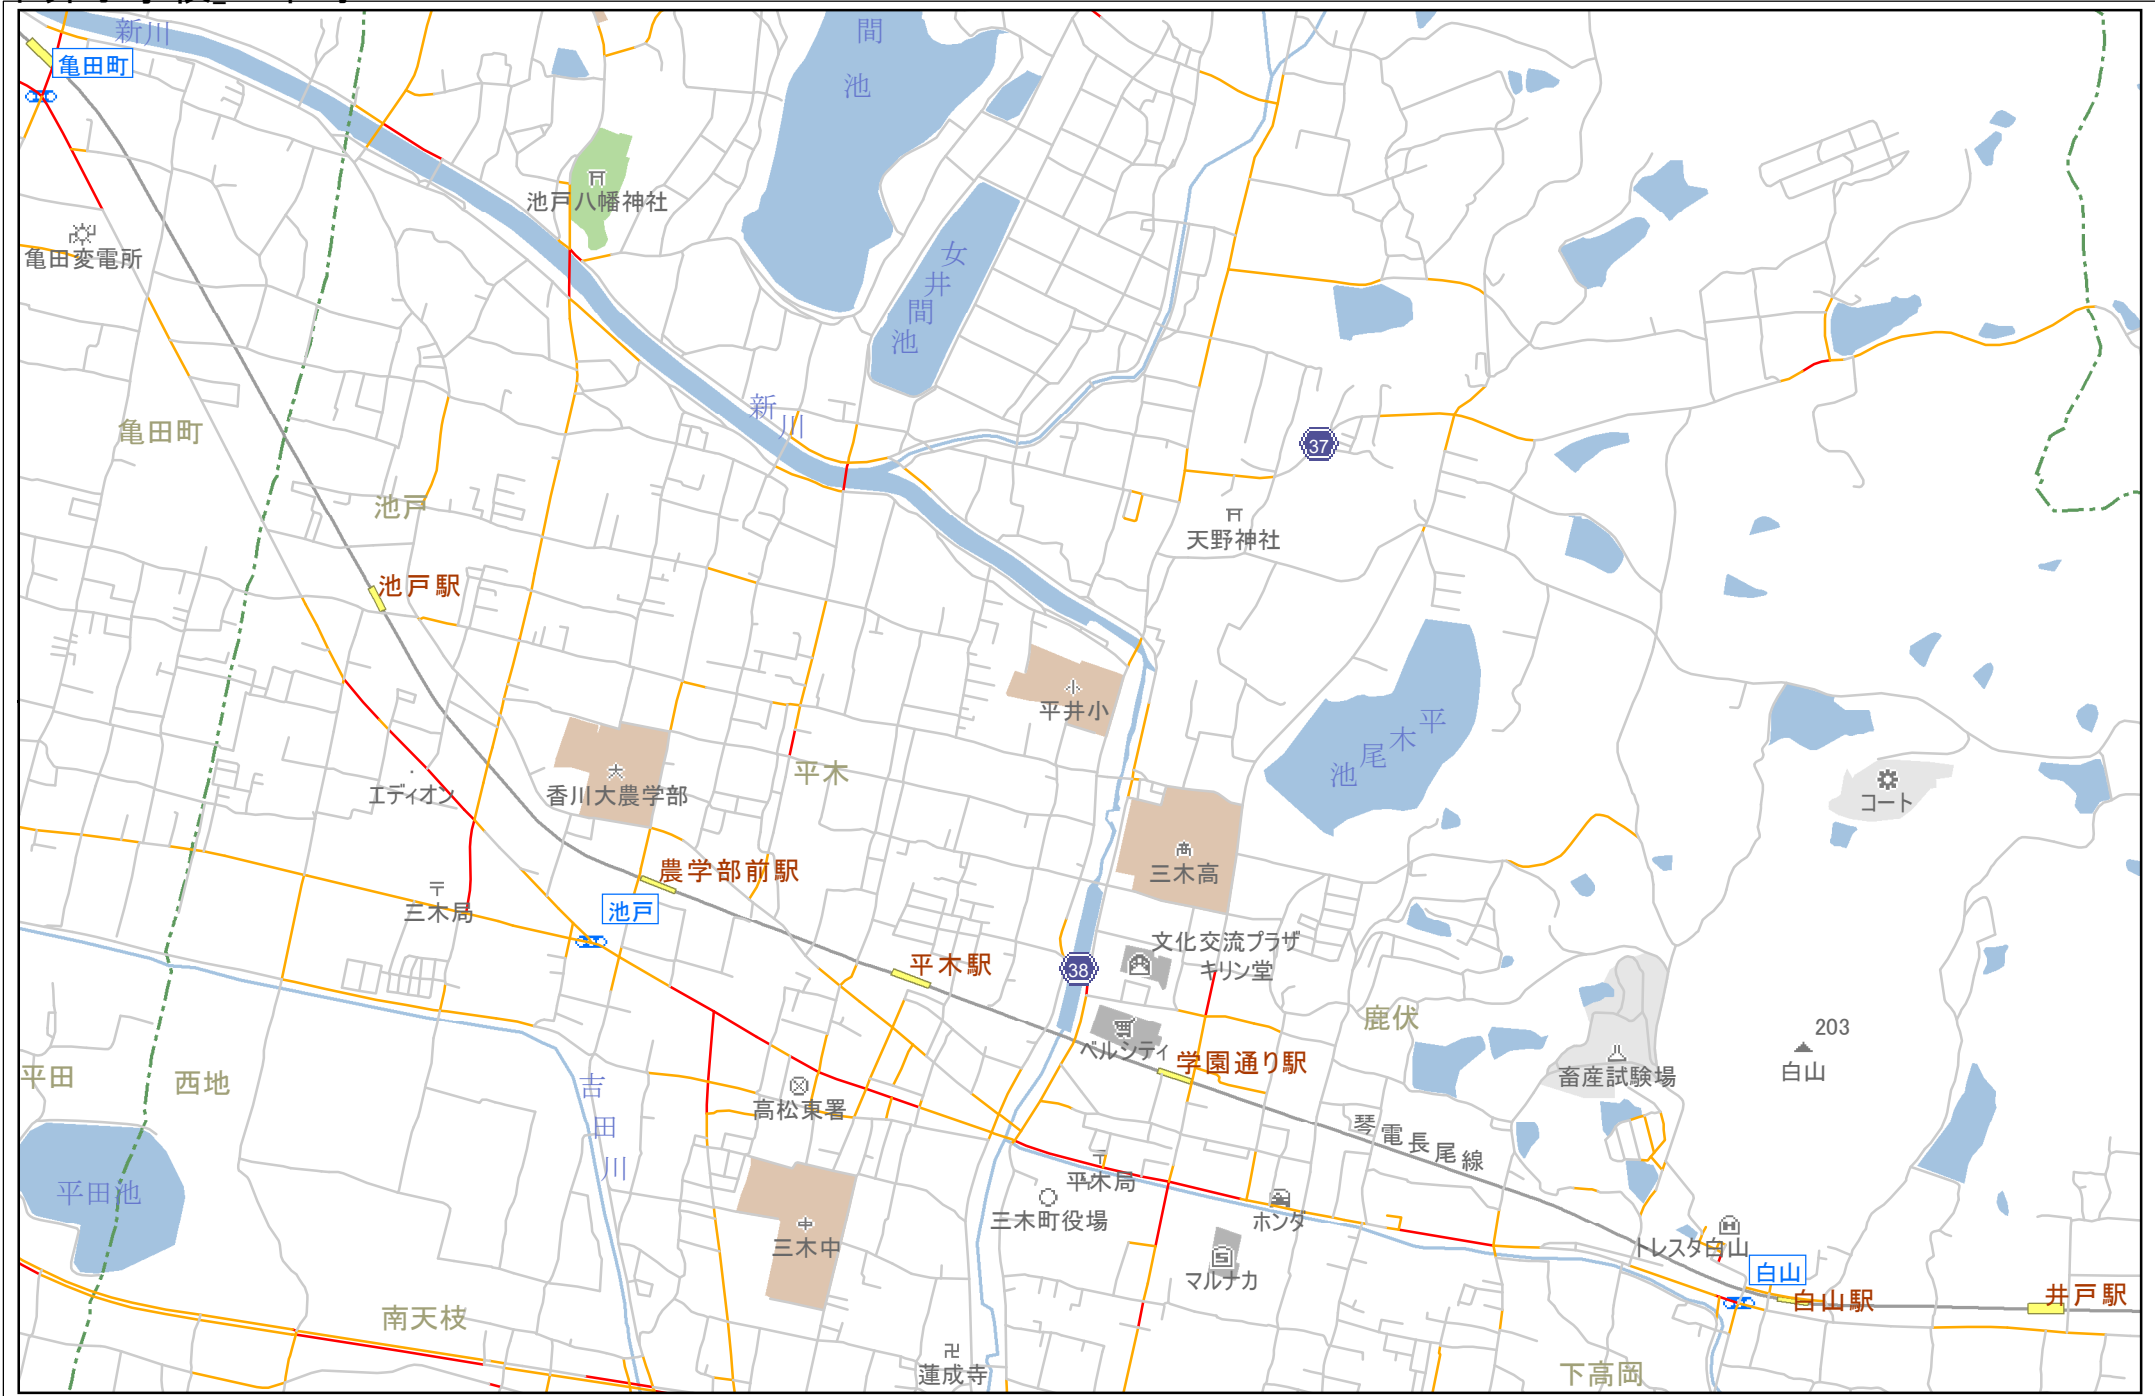 新川
亀田町
間
池
池戸八幡神社
亀田変電所
女井間池
新川
亀田町
37
池戸
天野神社
池戸駅
平井小
平木尾池
平木
エディオン
香川大農学部
コート
三木高
農学部前駅
三木局
池戸
文化交流プラザ
キリン堂
平木駅
38
鹿伏
203
白山
ベルシティ
学園通り駅
畜産試験場
平田
西地
吉田川
高松東署
琴電長尾線
平木局
三木町役場
ホンダ
平田池
三木中
トレスタ白山
マルナカ
白山
白山駅
井戸駅
南天枝
蓮成寺
下高岡